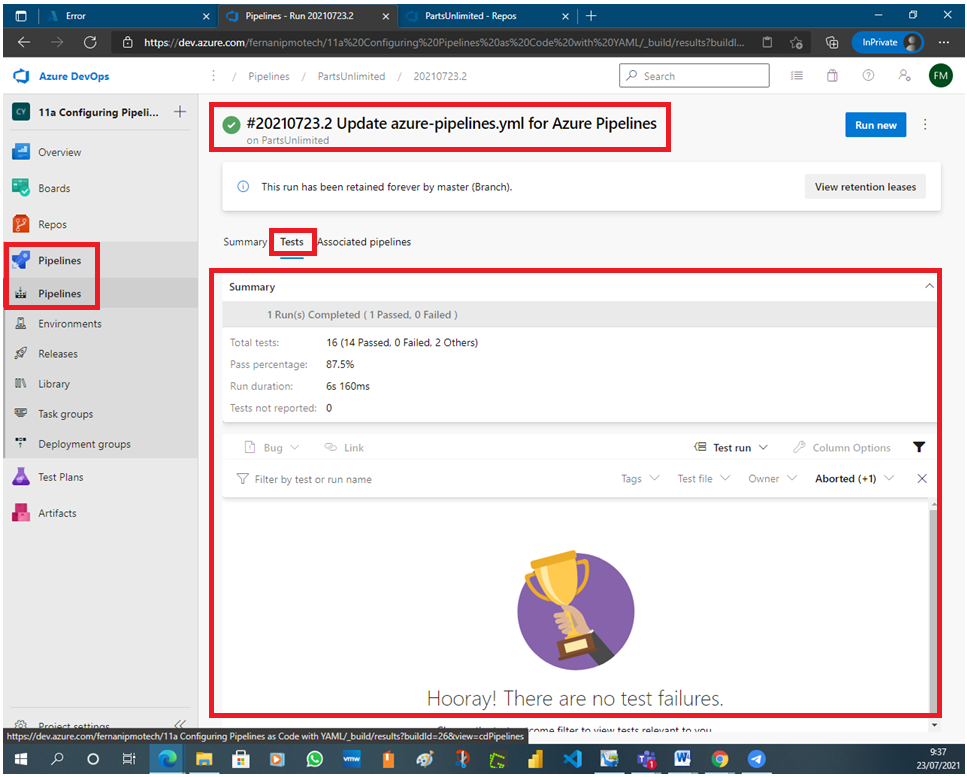 Error
Pipelines - Run 20210723.2
PartsUnlimited - Repos
https://dev.azure.com/fernanipmotech/11a%20Configuring%20Pipelines%20as%20Code%20with%20YAML/_build/results?buildI...
InPrivate
Azure DevOps
/ Pipelines / PartsUnlimited / 20210723.2
Search
FM
CY
11a Configuring Pipeli...
Overview
Boards
Repos
Pipelines
Pipelines
Environments
Releases
Library
Task groups
Deployment groups
Test Plans
Artifacts
Project settings
#20210723.2 Update azure-pipelines.yml for Azure Pipelines
on PartsUnlimited
Run new
This run has been retained forever by master (Branch).
View retention leases
Summary Tests Associated pipelines
Summary
1 Run(s) Completed ( 1 Passed, 0 Failed )
Total tests: 16 (14 Passed, 0 Failed, 2 Others)
Pass percentage: 87.5%
Run duration: 6s 160ms
Tests not reported: 0
Bug Link Test run Column Options
Filter by test or run name Tags Test file Owner Aborted (+1)
Hooray! There are no test failures.
come filter to view tests relevant to you.
https://dev.azure.com/fernanipmotech/11a Configuring Pipelines as Code with YAML/_build/results?buildId=26&view=cdPipelines
vmw
1
9:37
23/07/2021